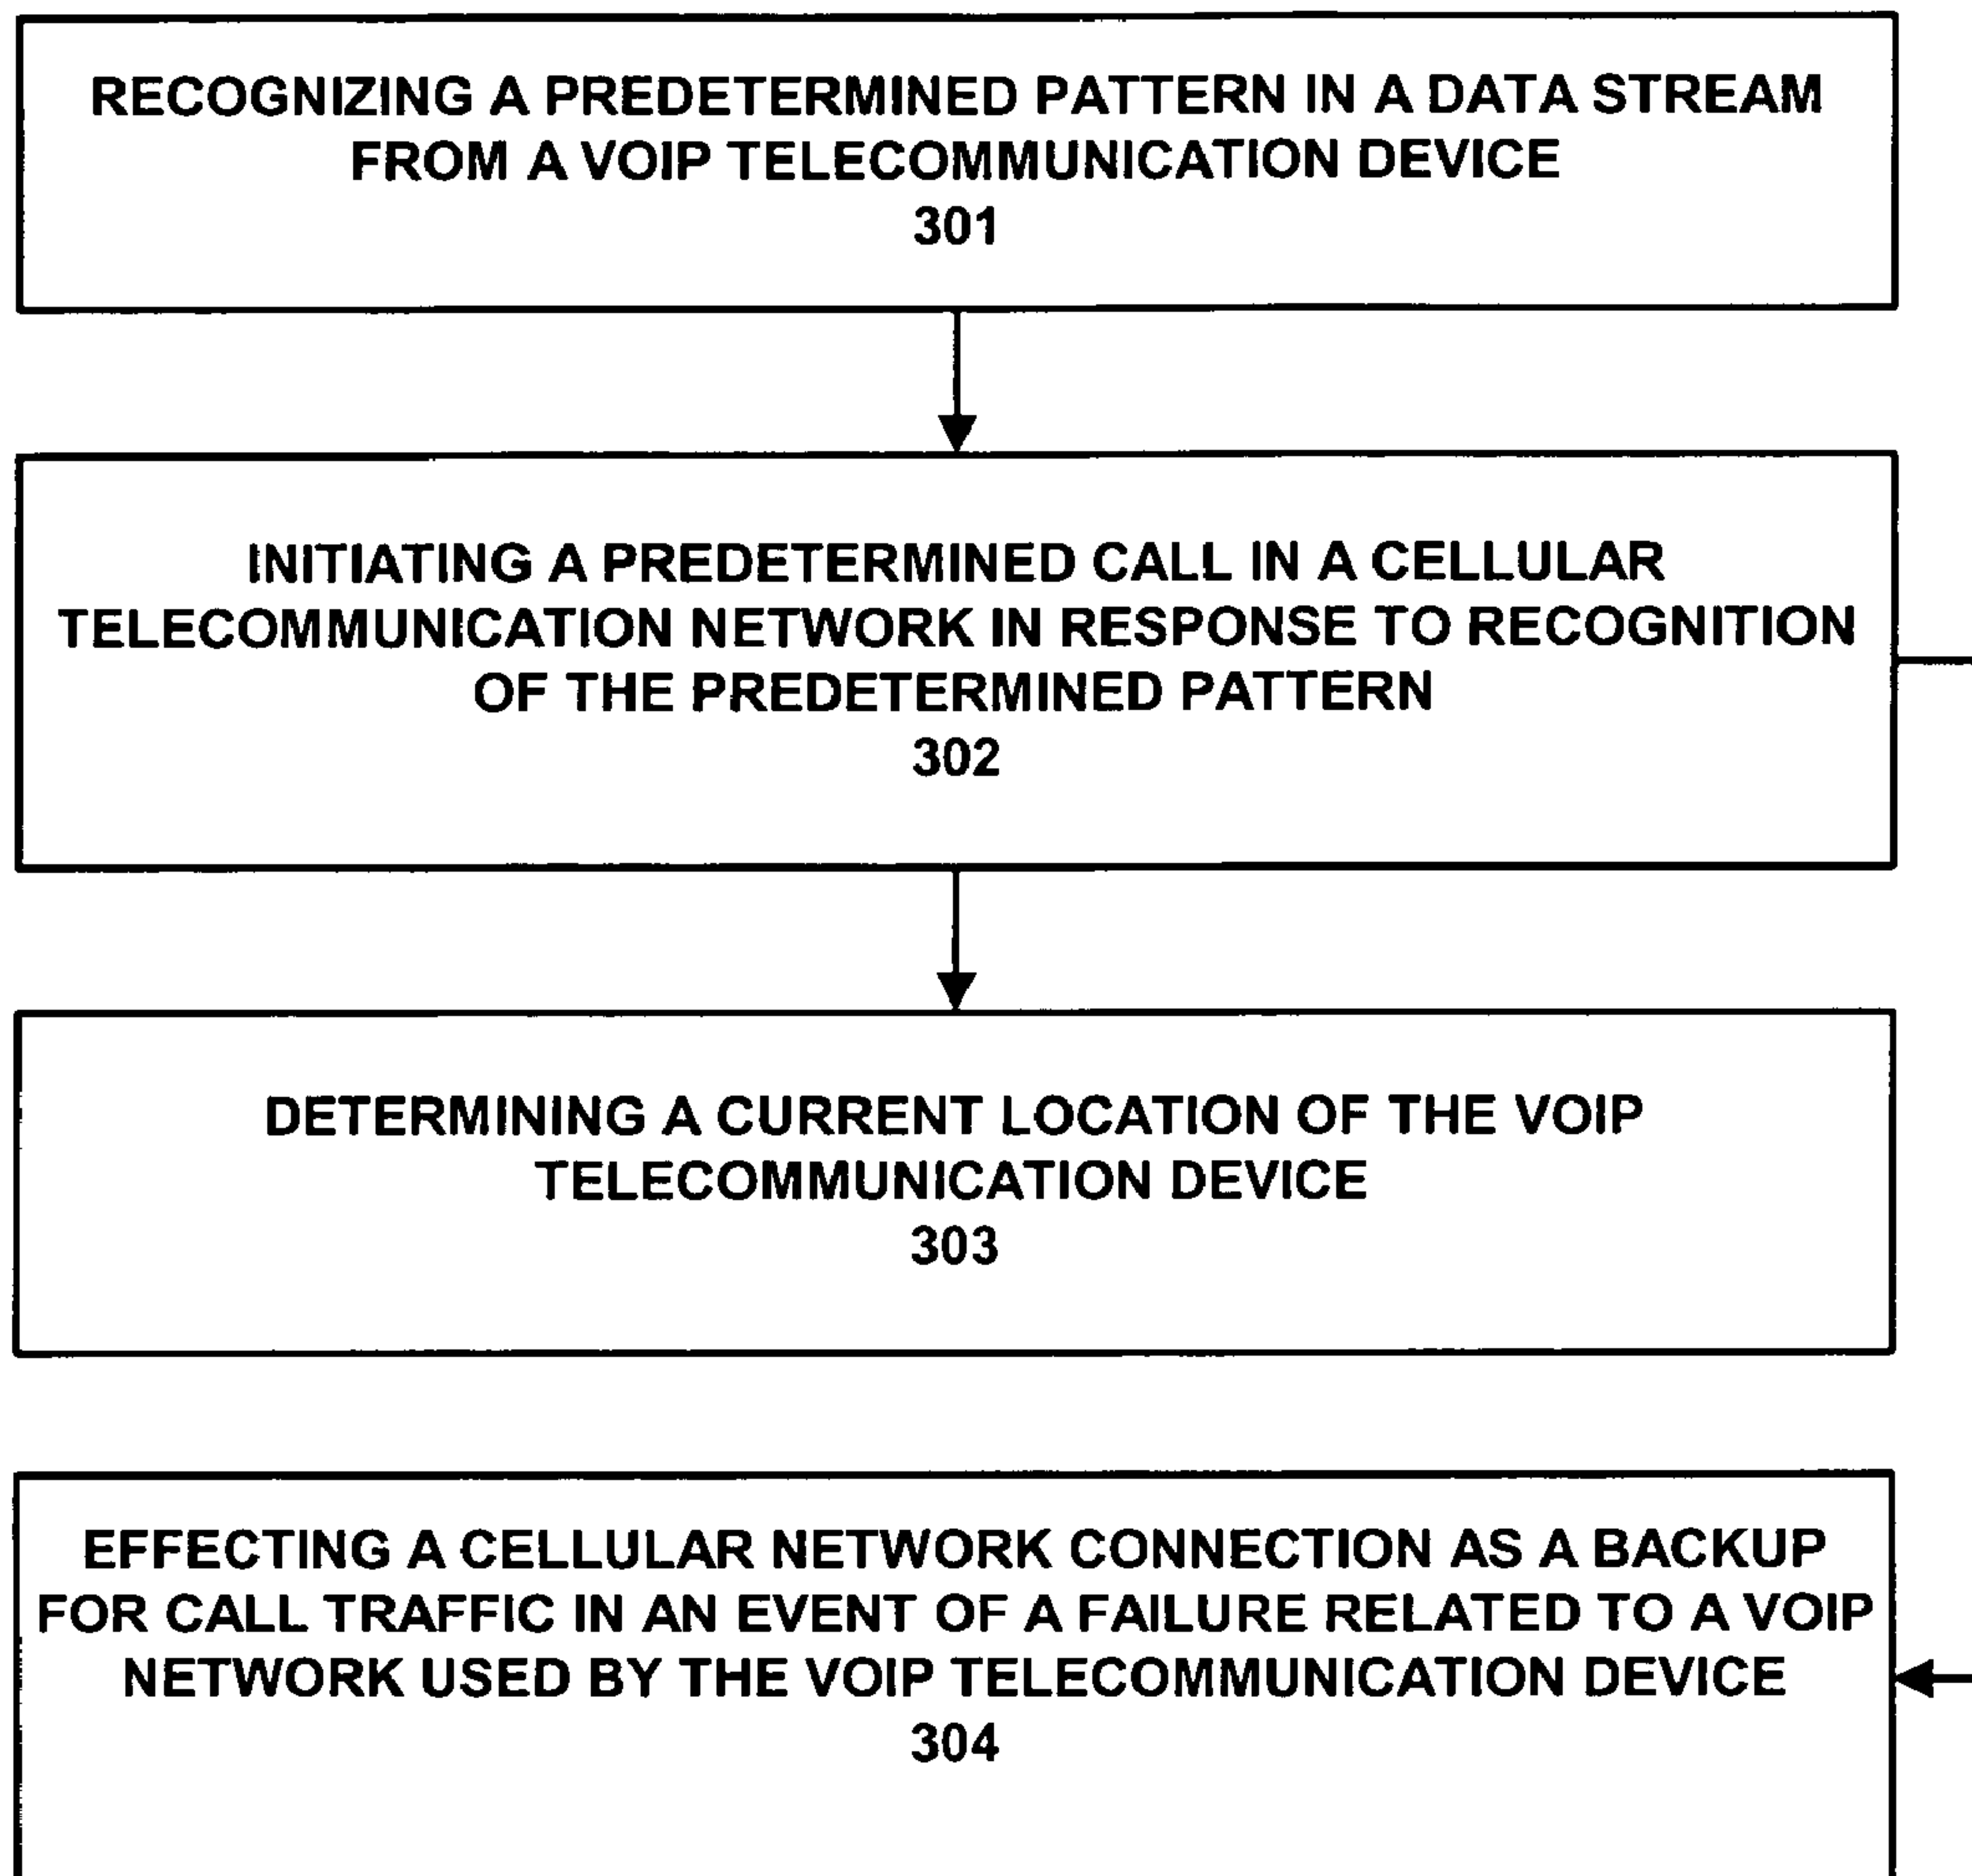 RECOGNIZING A PREDETERMINED PATTERN IN A DATA STREAM
FROM A VOIP TELECOMMUNICATION DEVICE
301
INITIATING A PREDETERMINED CALL IN A CELLULAR
TELECOMMUNICATION NETWORK IN RESPONSE TO RECOGNITION
OF THE PREDETERMINED PATTERN
302
DETERMINING A CURRENT LOCATION OF THE VOIP
TELECOMMUNICATION DEVICE
303
EFFECTING A CELLULAR NETWORK CONNECTION AS A BACKUP
FOR CALL TRAFFIC IN AN EVENT OF A FAILURE RELATED TO A VOIP
NETWORK USED BY THE VOIP TELECOMMUNICATION DEVICE
304